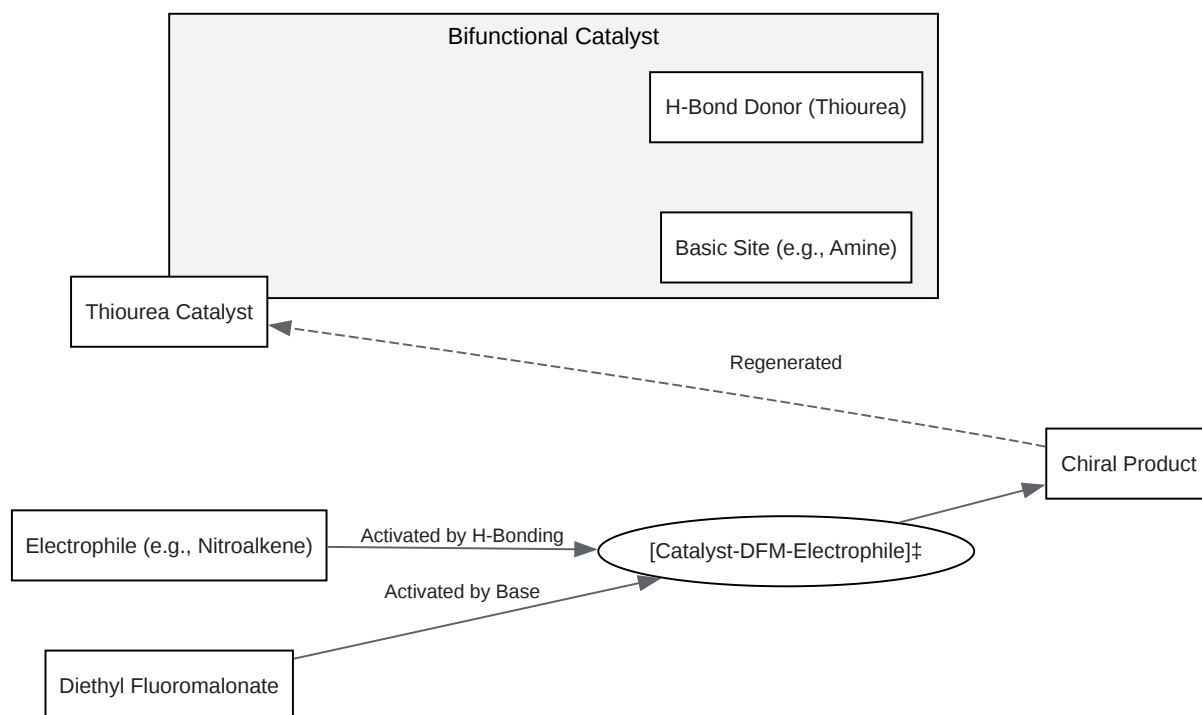 Bifunctional Catalyst
H-Bond Donor (Thiourea)
Basic Site (e.g., Amine)
Thiourea Catalyst
Regenerated
Chiral Product
Electrophile (e.g., Nitroalkene)
Activated by H-Bonding
[Catalyst-DFM-Electrophile]‡
Activated by Base
Diethyl Fluoromalonate